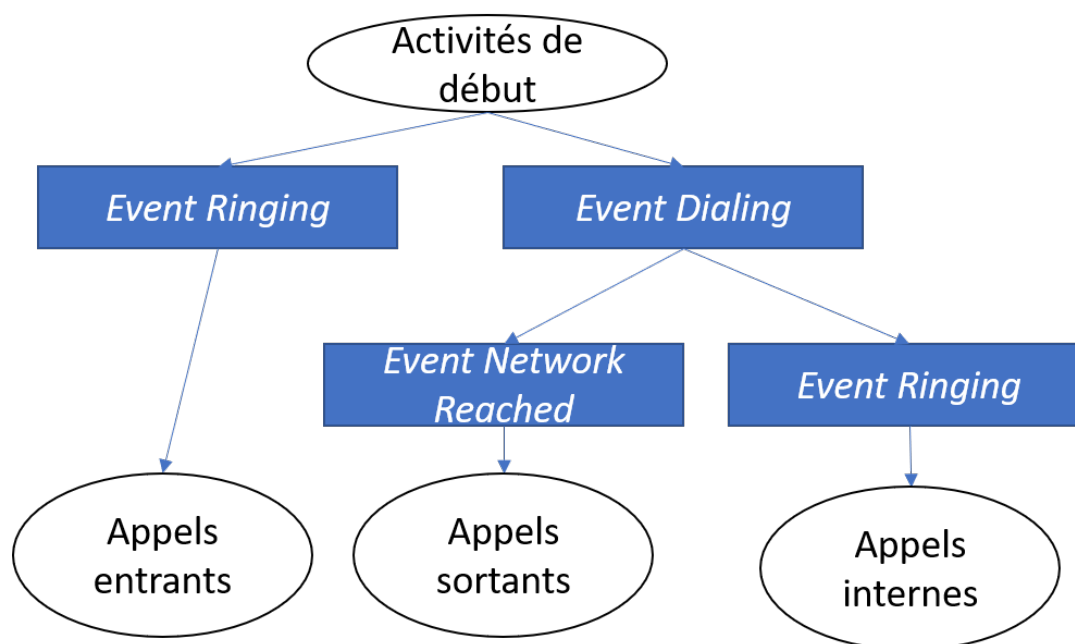 Activités de
début
Event Ringing
Event Dialing
Event Network
Reached
Event Ringing
Appels
entrants
Appels
sortants
Appels
internes